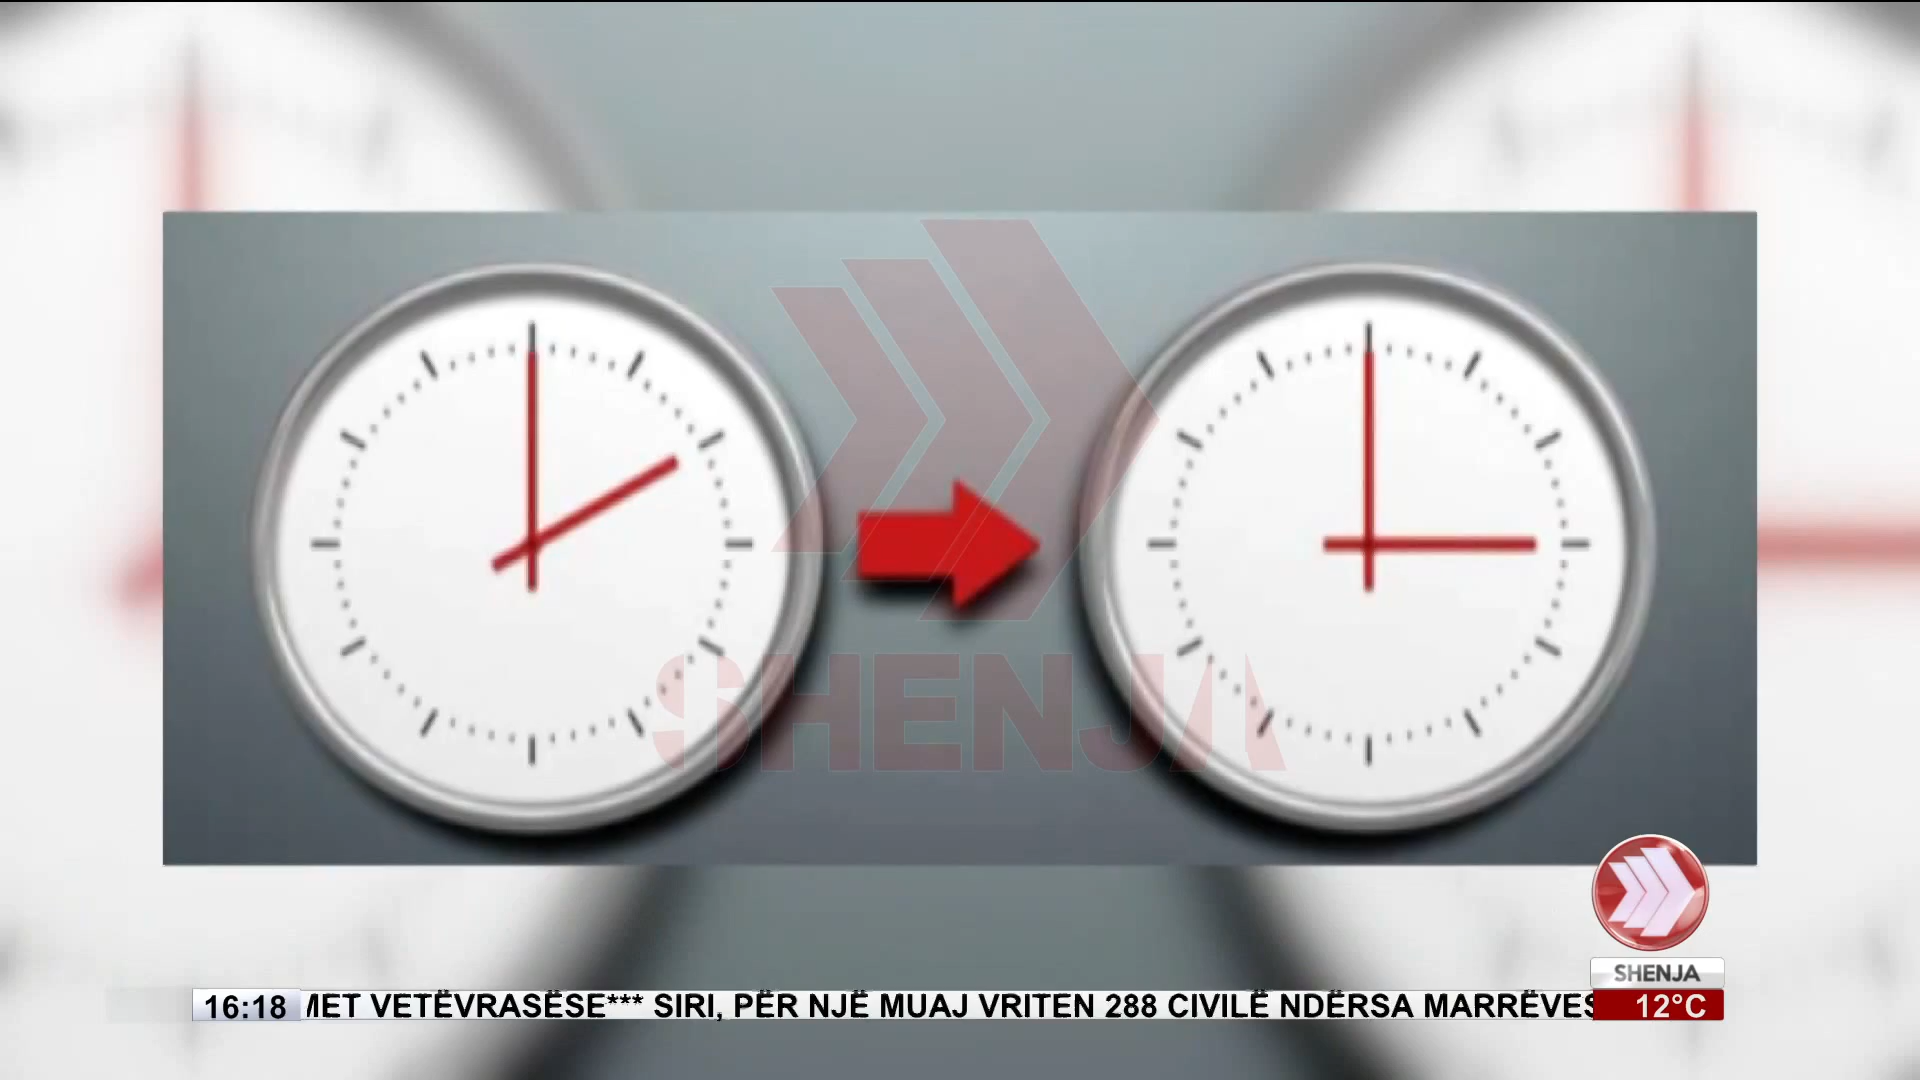 SHENJA
SHENJA
16:18 MET VETËVRASËSE*** SIRI, PËR NJË MUAJ VRITEN 288 CIVILË NDËRSA MARRËVES 12°C